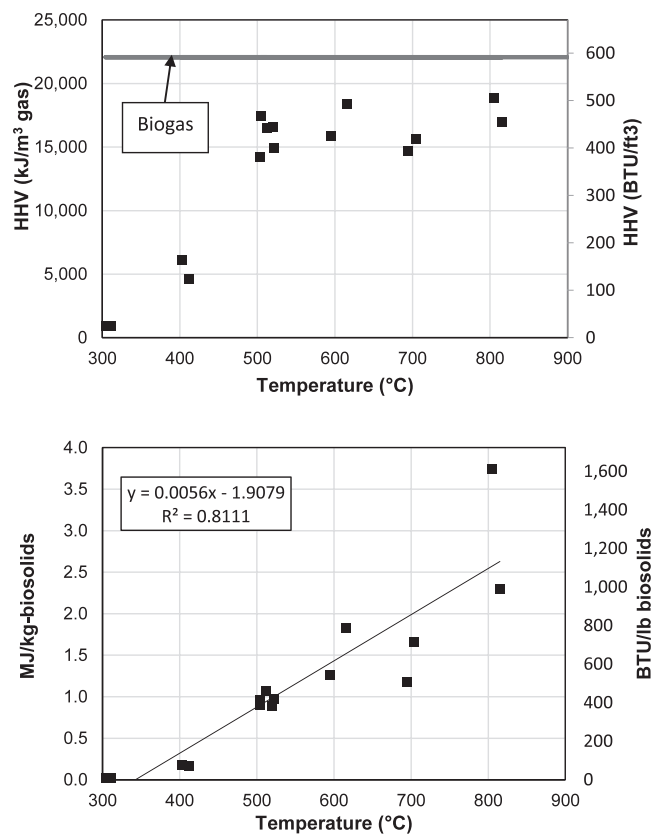 25,000
20,000
15,000
10,000
5,000
0
HHV (kJ/m³ gas)
Biogas
600
500
400
300
200
100
0
HHV (BTU/ft3)
300 400 500 600 700 800 900
Temperature (°C)
4.0
3.5
3.0
2.5
2.0
1.5
1.0
0.5
0.0
MJ/kg-biosolids
y = 0.0056x - 1.9079
R² = 0.8111
1,600
1,400
1,200
1,000
800
600
400
200
0
BTU/lb biosolids
300 400 500 600 700 800 900
Temperature (°C)